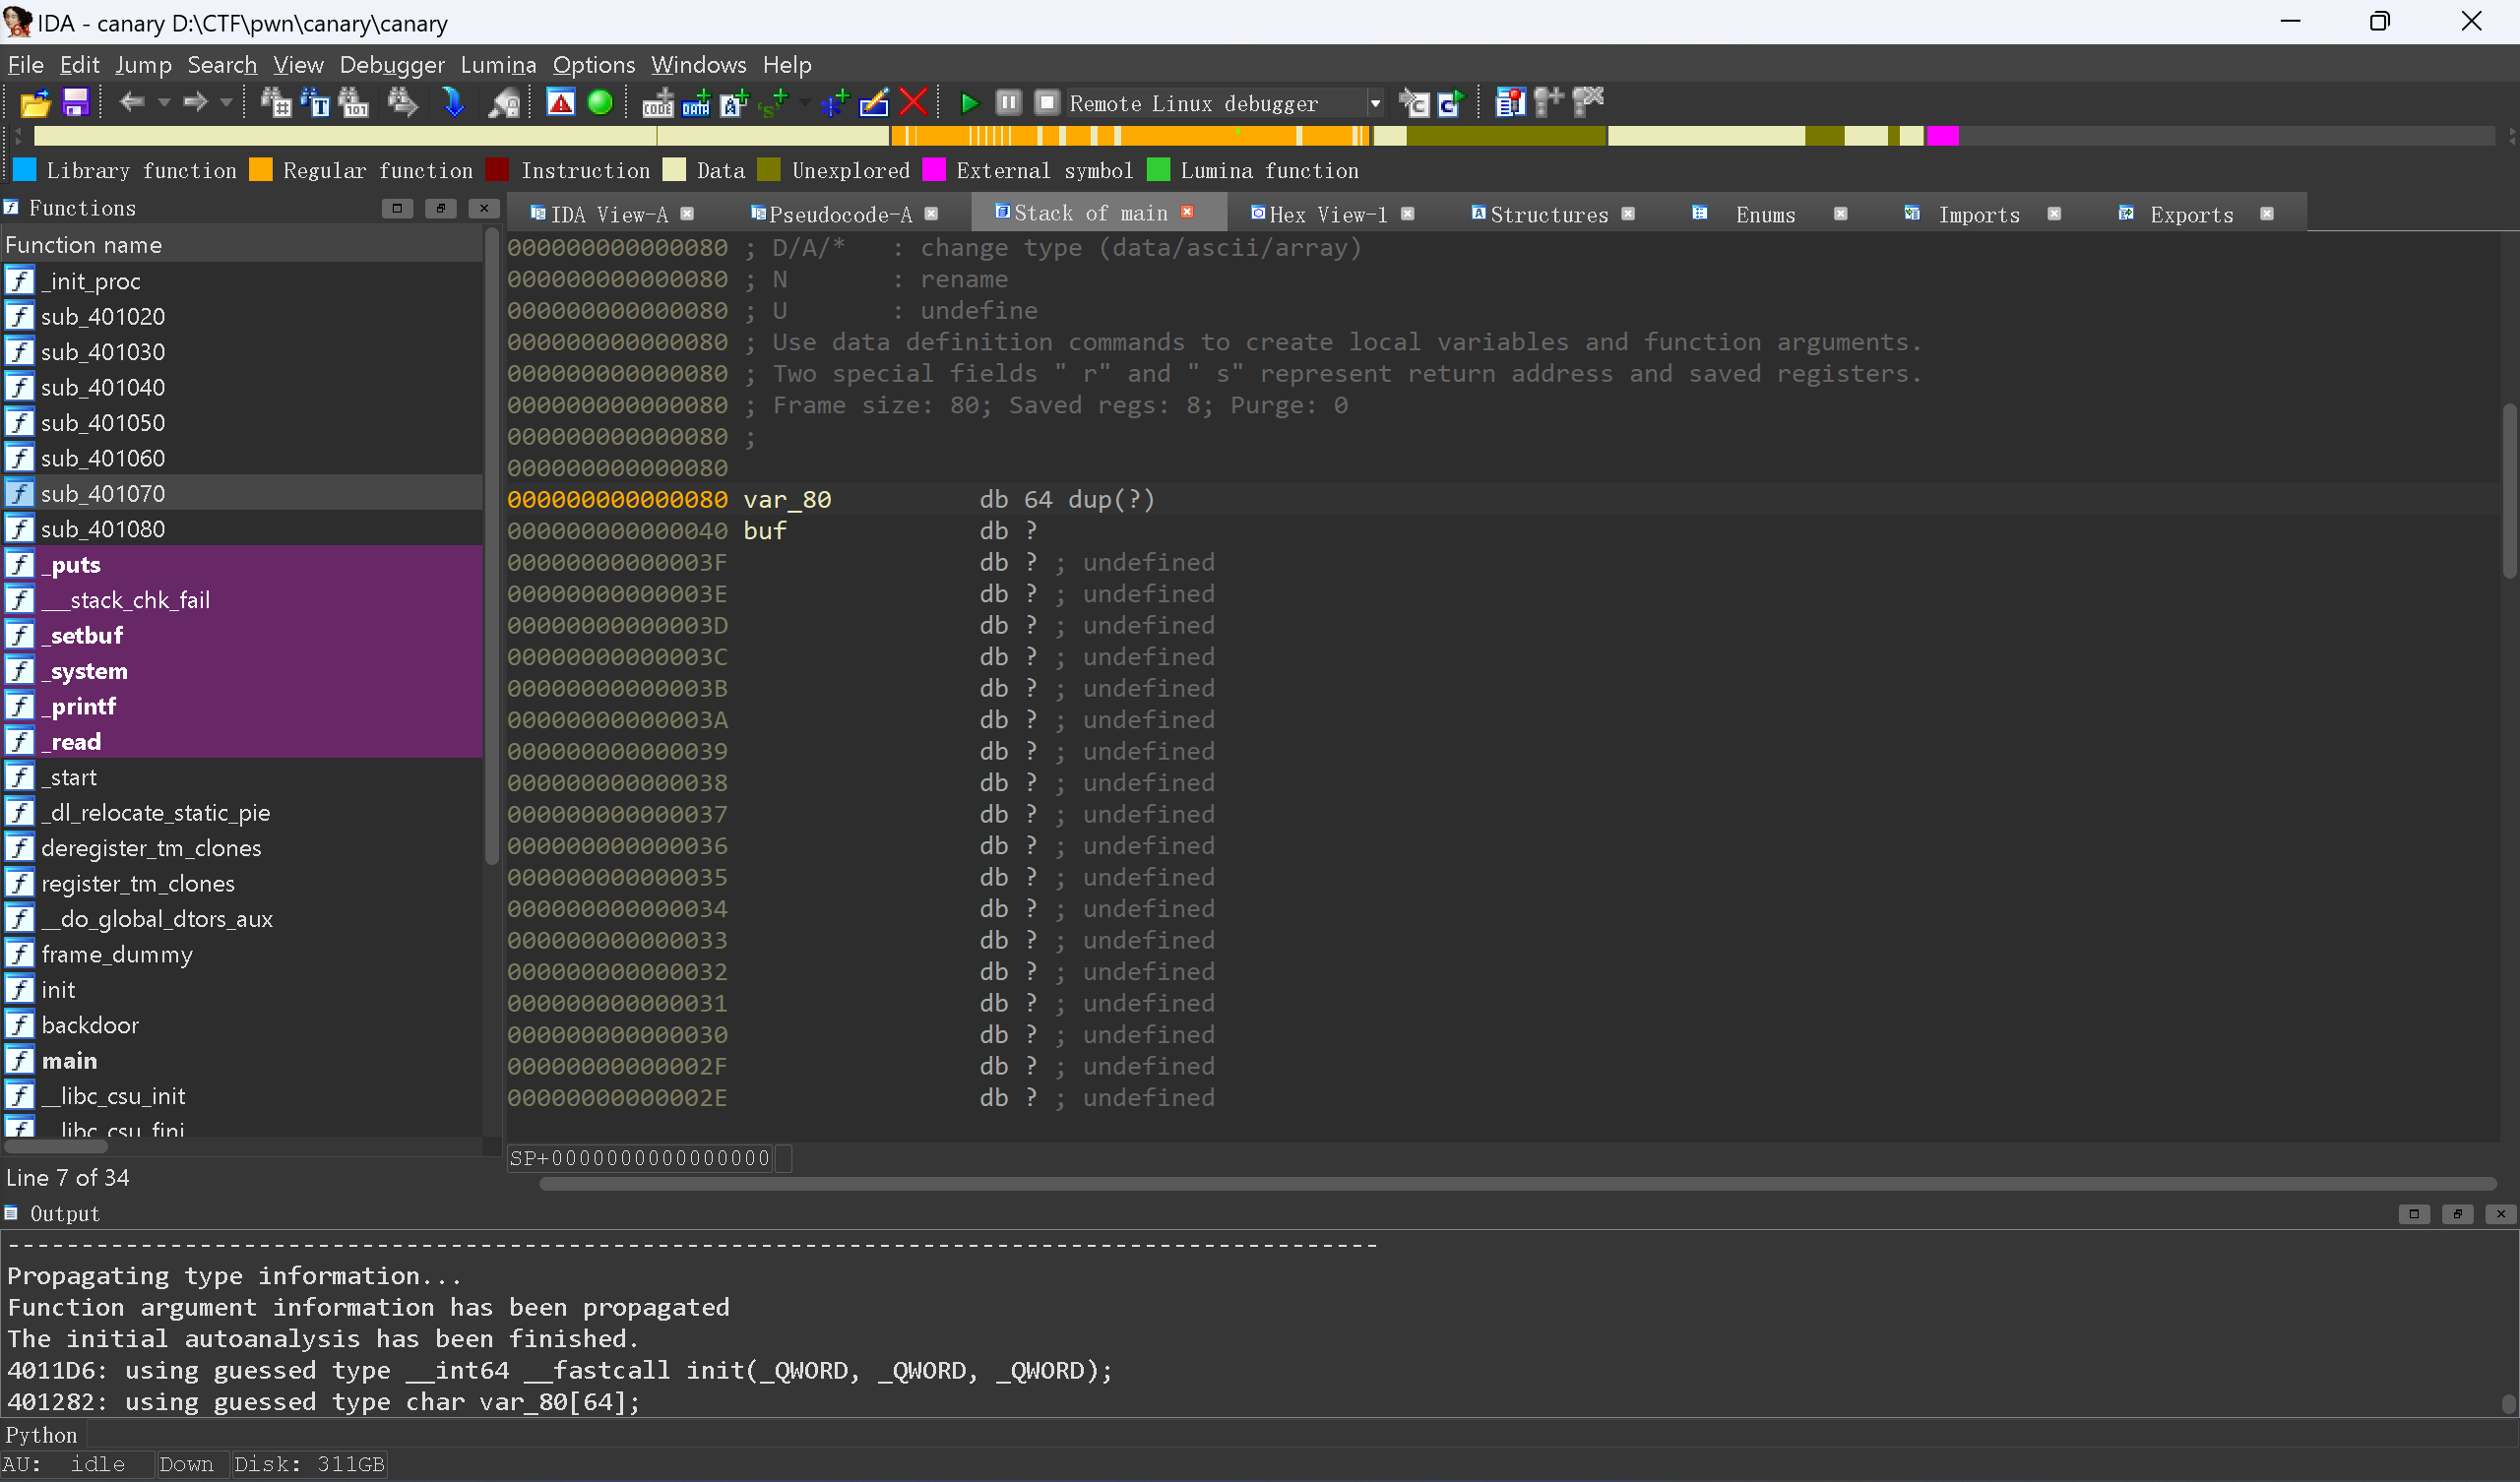 IDA - canary D:\CTF\pwn\canary\canary
File Edit Jump Search View Debugger Lumina Options Windows Help
Remote Linux debugger
Library function Regular function Instruction Data Unexplored External symbol Lumina function
Functions
IDA View-A Pseudocode-A Stack of main Hex View-1 Structures Enums Imports Exports
Function name
_init_proc
sub_401020
sub_401030
sub_401040
sub_401050
sub_401060
sub_401070
sub_401080
_puts
___stack_chk_fail
_setbuf
_system
_printf
_read
_start
_dl_relocate_static_pie
deregister_tm_clones
register_tm_clones
__do_global_dtors_aux
frame_dummy
init
backdoor
main
__libc_csu_init
__libc_csu_fini
Line 7 of 34
0000000000000080 ; D/A/*   : change type (data/ascii/array)
0000000000000080 ; N       : rename
0000000000000080 ; U       : undefine
0000000000000080 ; Use data definition commands to create local variables and function arguments.
0000000000000080 ; Two special fields " r" and " s" represent return address and saved registers.
0000000000000080 ; Frame size: 80; Saved regs: 8; Purge: 0
0000000000000080 ;
0000000000000080
0000000000000080 var_80          db 64 dup(?)
0000000000000040 buf             db ?
000000000000003F                 db ? ; undefined
000000000000003E                 db ? ; undefined
000000000000003D                 db ? ; undefined
000000000000003C                 db ? ; undefined
000000000000003B                 db ? ; undefined
000000000000003A                 db ? ; undefined
0000000000000039                 db ? ; undefined
0000000000000038                 db ? ; undefined
0000000000000037                 db ? ; undefined
0000000000000036                 db ? ; undefined
0000000000000035                 db ? ; undefined
0000000000000034                 db ? ; undefined
0000000000000033                 db ? ; undefined
0000000000000032                 db ? ; undefined
0000000000000031                 db ? ; undefined
0000000000000030                 db ? ; undefined
000000000000002F                 db ? ; undefined
000000000000002E                 db ? ; undefined
SP+0000000000000000
Output
Propagating type information...
Function argument information has been propagated
The initial autoanalysis has been finished.
4011D6: using guessed type __int64 __fastcall init(_QWORD, _QWORD, _QWORD);
401282: using guessed type char var_80[64];
Python
AU: idle Down Disk: 311GB